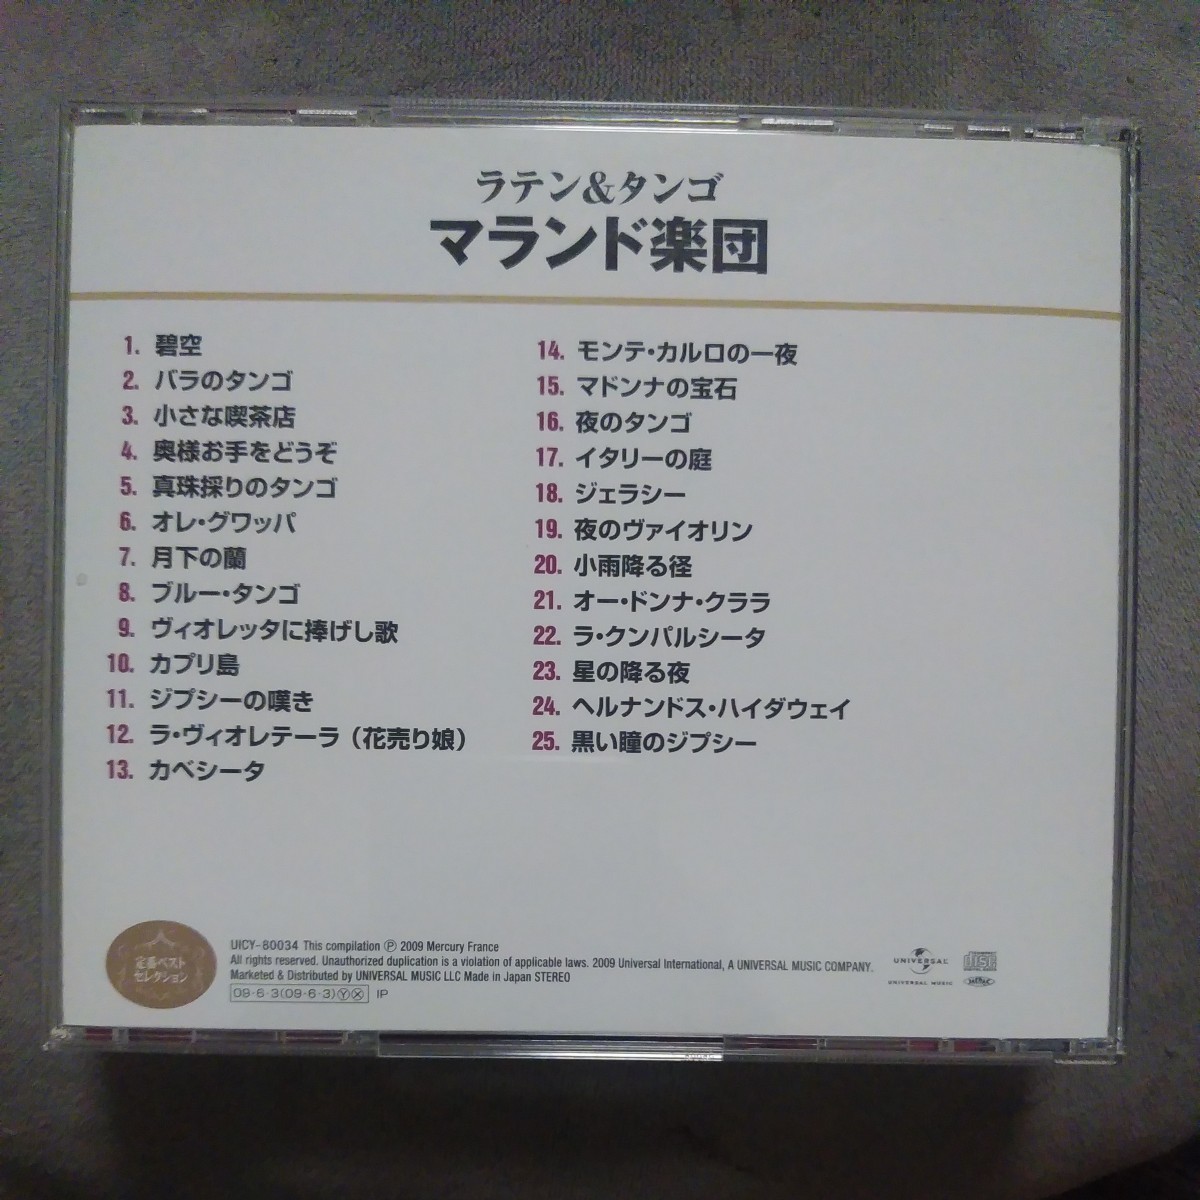 ラテン&タンゴ
マランド楽団
1. 碧空
2. バラのタンゴ
3. 小さな喫茶店
4. 奥様お手をどうぞ
5. 真珠採りのタンゴ
6. オレ・グワッパ
7. 月下の蘭
8. ブルー・タンゴ
9. ヴィオレッタに捧げし歌
10. カプリ島
11. ジプシーの嘆き
12. ラ・ヴィオレテーラ（花売り娘）
13. カベシータ
14. モンテ・カルロの一夜
15. マドンナの宝石
16. 夜のタンゴ
17. イタリーの庭
18. ジェラシー
19. 夜のヴァイオリン
20. 小雨降る径
21. オー・ドンナ・クララ
22. ラ・クンパルシータ
23. 星の降る夜
24. ヘルナンドス・ハイダウェイ
25. 黒い瞳のジプシー
定番ベスト
セレクション
UICY-80034 This compilation Ⓟ 2009 Mercury France
All rights reserved. Unauthorized duplication is a violation of applicable laws. 2009 Universal International, A UNIVERSAL MUSIC COMPANY.
Marketed & Distributed by UNIVERSAL MUSIC LLC Made in Japan STEREO
09・6・3(09・6・3)ⓎⓍ IP
UNIVERSAL
UNIVERSAL MUSIC
COMPACT disc DIGITAL AUDIO